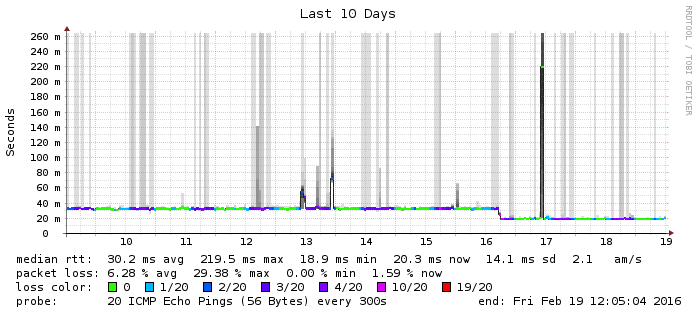 Last 10 Days
RRDTOOL / TOBI OETIKER
Seconds
260 m
240 m
220 m
200 m
180 m
160 m
140 m
120 m
100 m
80 m
60 m
40 m
20 m
0
10 11 12 13 14 15 16 17 18 19
median rtt: 30.2 ms avg 219.5 ms max 18.9 ms min 20.3 ms now 14.1 ms sd 2.1 am/s
packet loss: 6.28 % avg 29.38 % max 0.00 % min 1.59 % now
loss color: 0 1/20 2/20 3/20 4/20 10/20 19/20
probe: 20 ICMP Echo Pings (56 Bytes) every 300s end: Fri Feb 19 12:05:04 2016